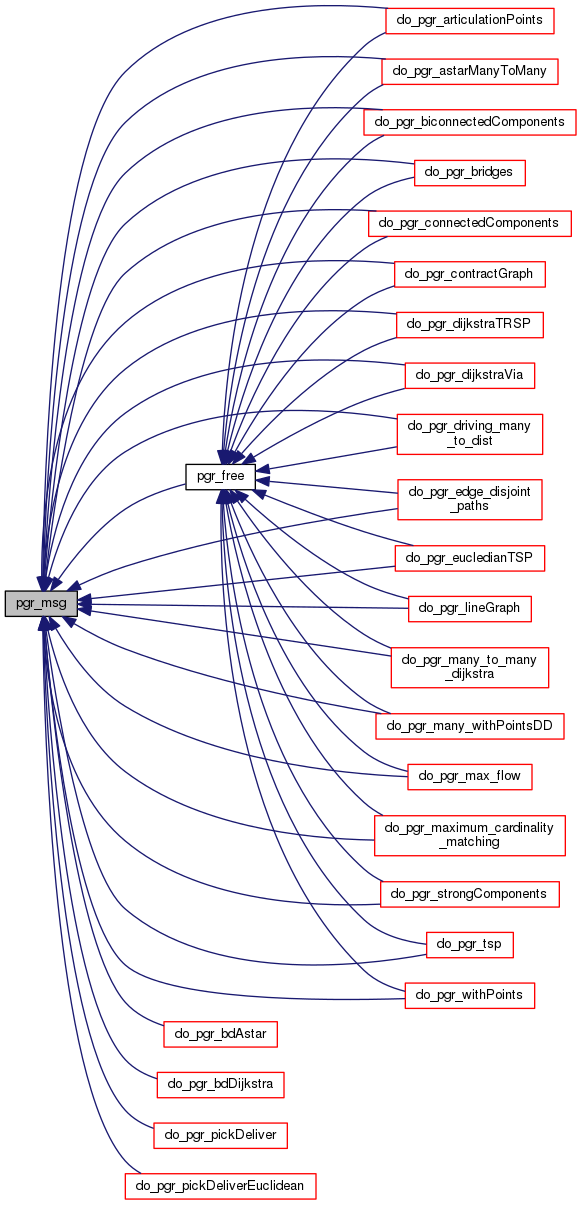 do_pgr_articulationPoints
do_pgr_astarManyToMany
do_pgr_biconnectedComponents
do_pgr_bridges
do_pgr_connectedComponents
do_pgr_contractGraph
do_pgr_dijkstraTRSP
do_pgr_dijkstraVia
do_pgr_driving_many
_to_dist
pgr_free
do_pgr_edge_disjoint
_paths
do_pgr_eucledianTSP
pgr_msg
do_pgr_lineGraph
do_pgr_many_to_many
_dijkstra
do_pgr_many_withPointsDD
do_pgr_max_flow
do_pgr_maximum_cardinality
_matching
do_pgr_strongComponents
do_pgr_tsp
do_pgr_withPoints
do_pgr_bdAstar
do_pgr_bdDijkstra
do_pgr_pickDeliver
do_pgr_pickDeliverEuclidean